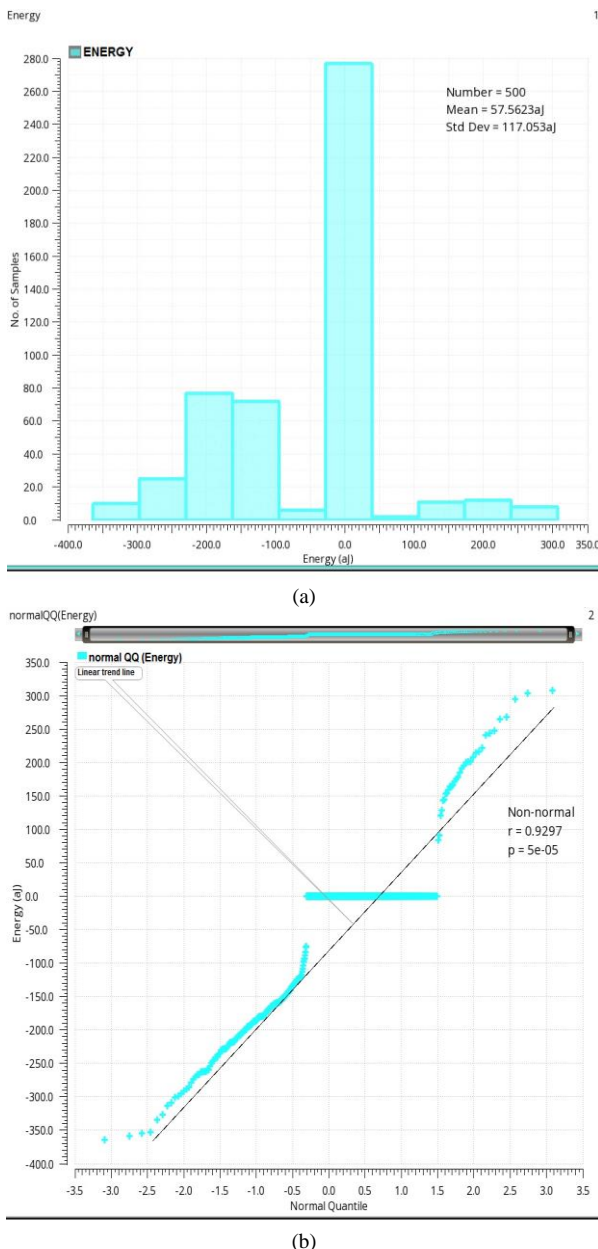 Energy 1
ENERGY
280.0
260.0
240.0
220.0
200.0
180.0
160.0
140.0
120.0
100.0
80.0
60.0
40.0
20.0
0.0
No. of Samples
Number = 500
Mean = 57.5623aJ
Std Dev = 117.053aJ
-400.0 -300.0 -200.0 -100.0 0.0 100.0 200.0 300.0 350.0
Energy (aJ)
(a)
normalQQ(Energy) 2
normal QQ (Energy)
Linear trend line
350.0
300.0
250.0
200.0
150.0
100.0
50.0
0.0
-50.0
-100.0
-150.0
-200.0
-250.0
-300.0
-350.0
-400.0
Energy (aJ)
Non-normal
r = 0.9297
p = 5e-05
-3.5 -3.0 -2.5 -2.0 -1.5 -1.0 -0.5 0.0 0.5 1.0 1.5 2.0 2.5 3.0 3.5
Normal Quantile
(b)